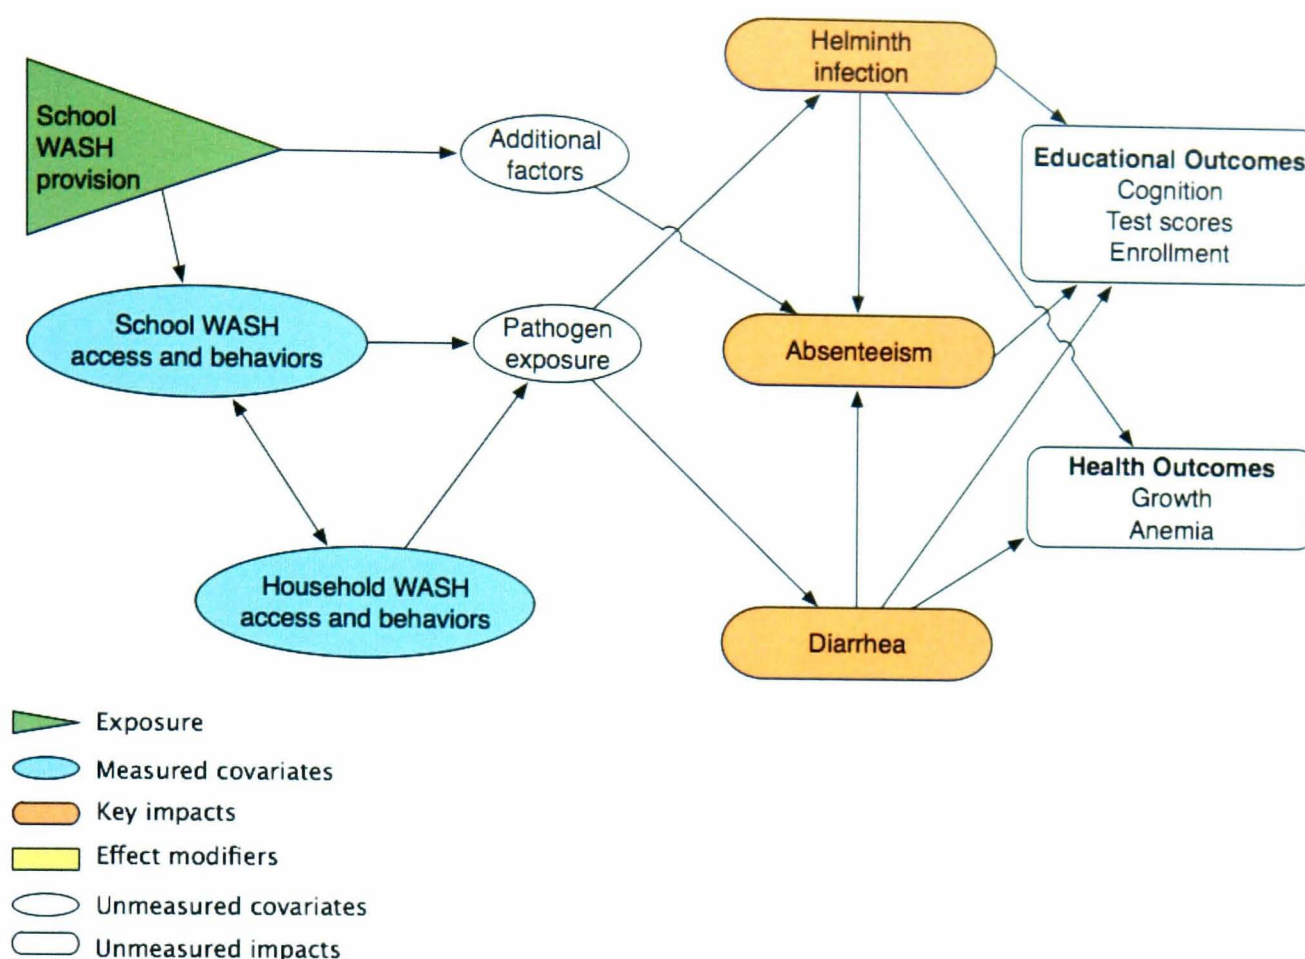 School
WASH
provision
Additional
factors
Helminth
infection
Educational Outcomes
Cognition
Test scores
Enrollment
School WASH
access and behaviors
Pathogen
exposure
Absenteeism
Health Outcomes
Growth
Anemia
Household WASH
access and behaviors
Diarrhea
Exposure
Measured covariates
Key impacts
Effect modifiers
Unmeasured covariates
Unmeasured impacts